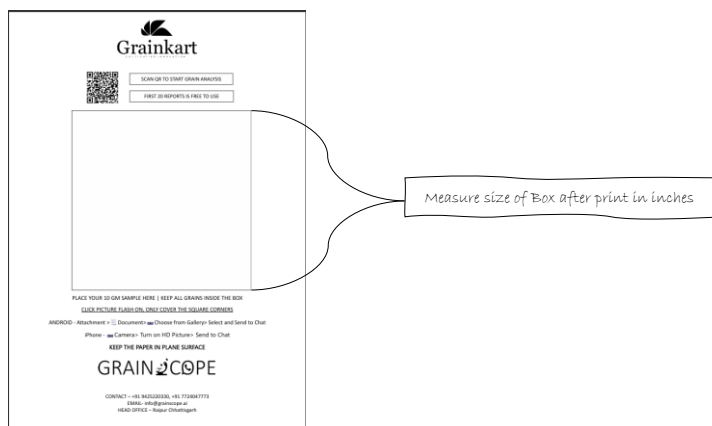 Grainkart
SCAN QR TO START GRAIN ANALYSIS
FIRST 20 REPORTS IS FREE TO USE
Measure size of Box after print in inches
PLACE YOUR 10 GM SAMPLE HERE | KEEP ALL GRAINS INSIDE THE BOX
CLICK PICTURE FLASH ON, ONLY COVER THE SQUARE CORNERS
ANDROID - Attachment > Document> Choose from Gallery> Select and Send to Chat
iPhone - Camera> Turn on HD Picture> Send to Chat
KEEP THE PAPER IN PLANE SURFACE
GRAINSCOPE
CONTACT – +91 9425220330, +91 7724047773
EMAIL- info@grainscope.ai
HEAD OFFICE – Raipur Chhattisgarh